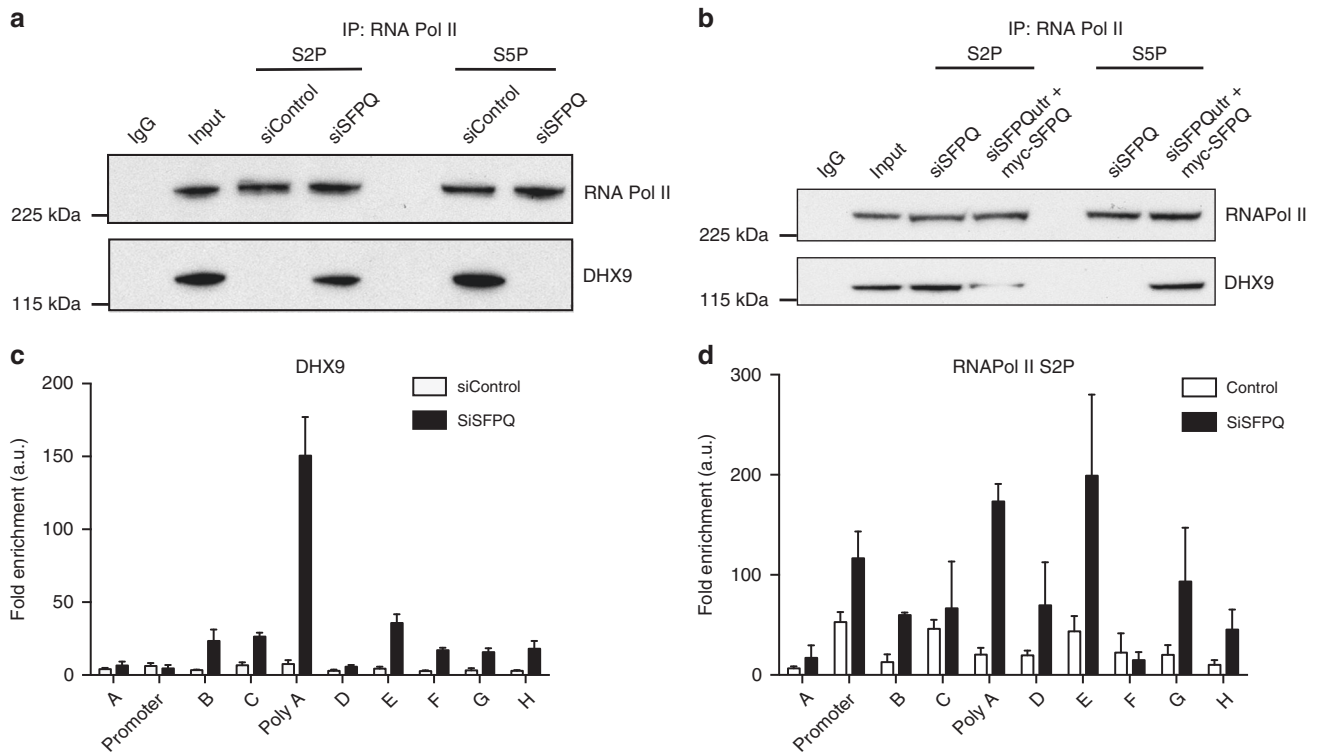 a
IP: RNA Pol II
S2P
S5P
IgG
Input
siControl
siSFPQ
siControl
siSFPQ
RNA Pol II
225 kDa
DHX9
115 kDa
b
IP: RNA Pol II
S2P
S5P
IgG
Input
siSFPQ
siSFPQutr +
myc-SFPQ
siSFPQ
siSFPQutr +
myc-SFPQ
RNAPol II
225 kDa
DHX9
115 kDa
c
DHX9
siControl
SiSFPQ
Fold enrichment (a.u.)
200
150
100
50
0
A
Promoter
B
C
Poly A
D
E
F
G
H
d
RNAPol II S2P
Control
SiSFPQ
Fold enrichment (a.u.)
300
200
100
0
A
Promoter
B
C
Poly A
D
E
F
G
H